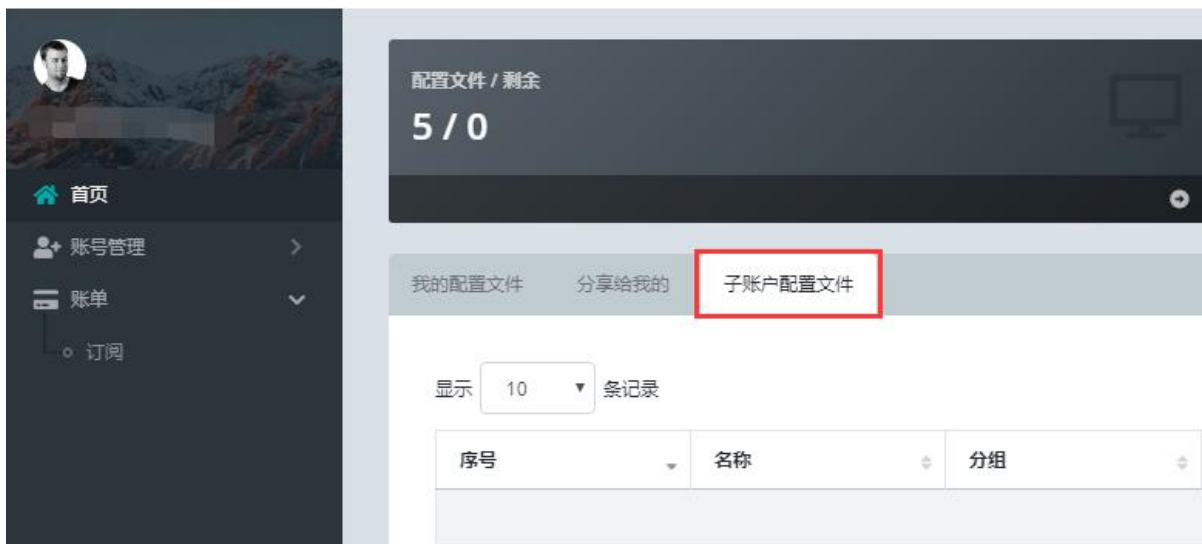 配置文件 / 剩余
5 / 0
首页
账号管理
账单
订阅
我的配置文件 分享给我的 子账户配置文件
显示 10 条记录
序号 名称 分组